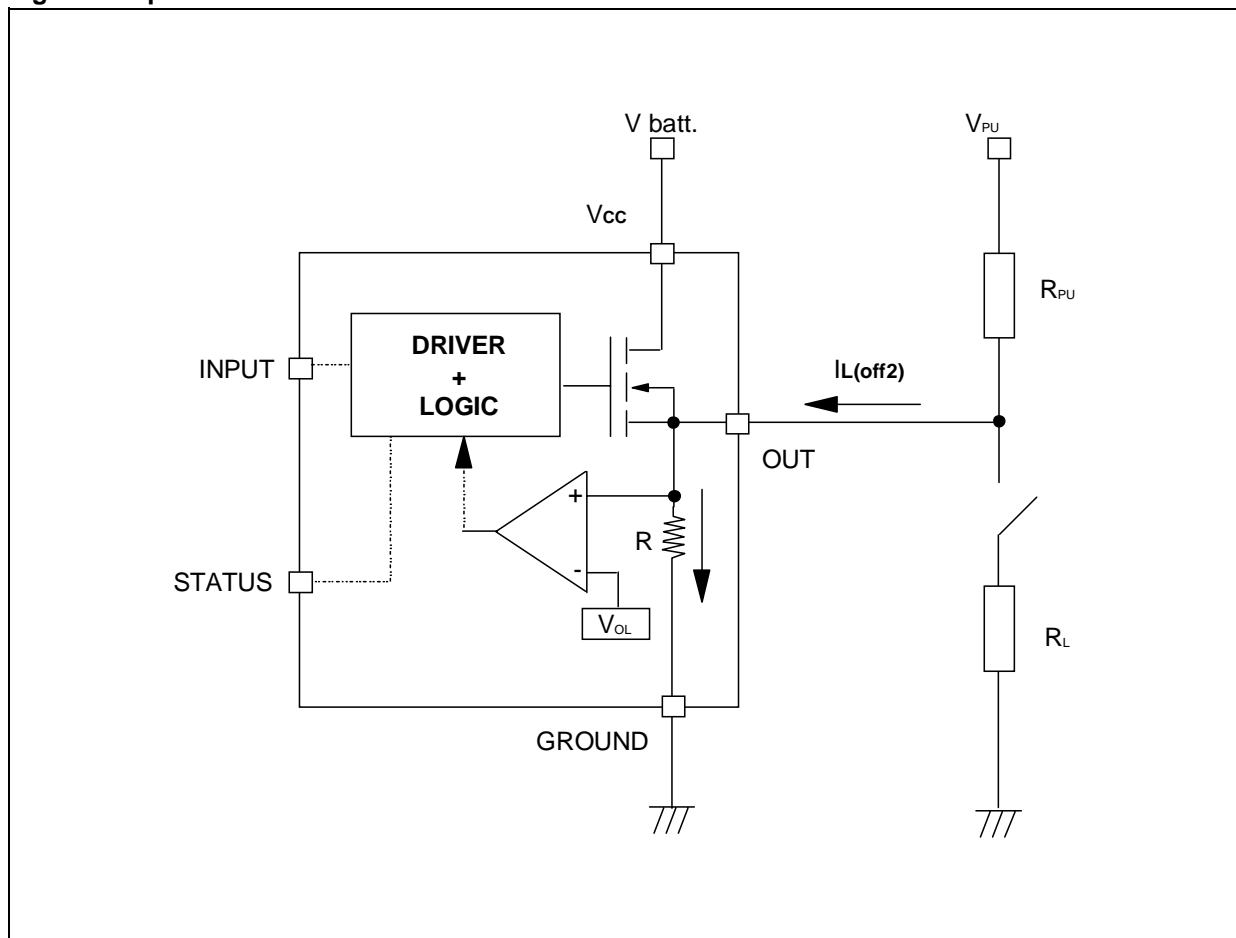 V batt.
VPU
Vcc
RPU
DRIVER
+
LOGIC
INPUT
IL(off2)
OUT
+
R
-
STATUS
VOL
RL
GROUND